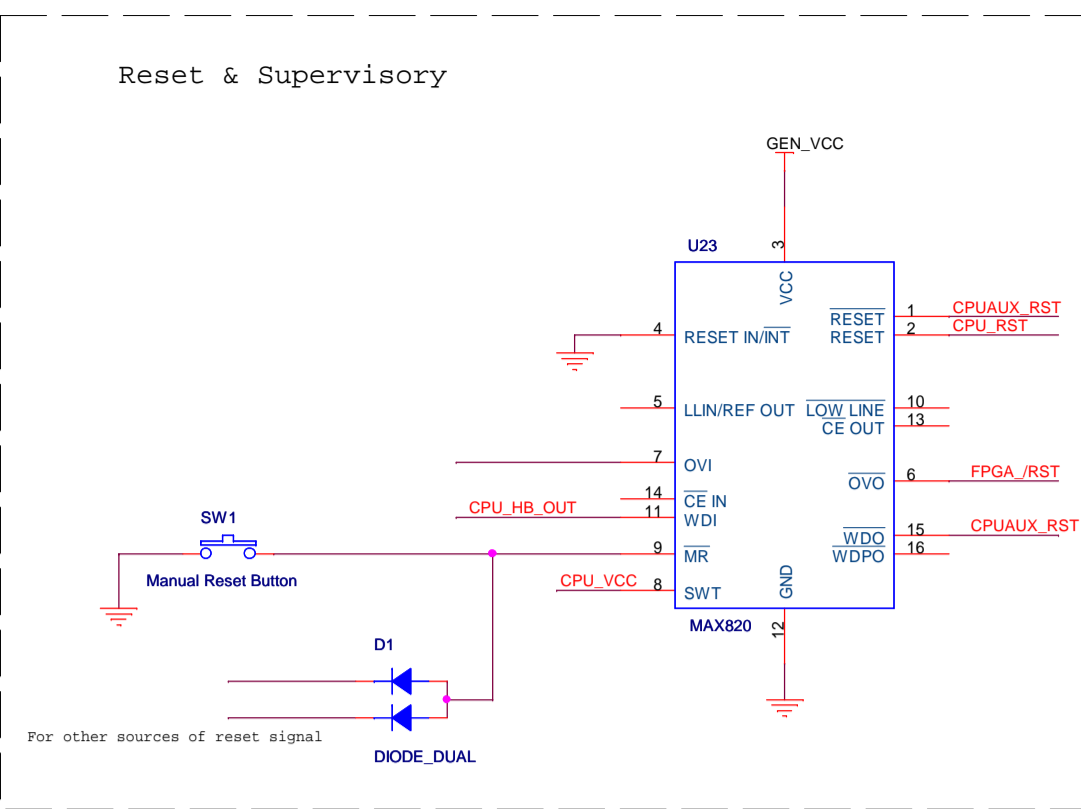 Reset & Supervisory
GEN_VCC
U23
3
VCC
4
RESET IN/INT
RESET
1
CPUAUX_RST
RESET
2
CPU_RST
5
LLIN/REF OUT
LOW LINE
10
CE OUT
13
7
OVI
OVO
6
FPGA_/RST
14
CE IN
CPU_HB_OUT
11
WDI
WDO
15
CPUAUX_RST
SW1
9
MR
WDPO
16
Manual Reset Button
CPU_VCC
8
SWT
GND
MAX820
12
D1
For other sources of reset signal
DIODE_DUAL